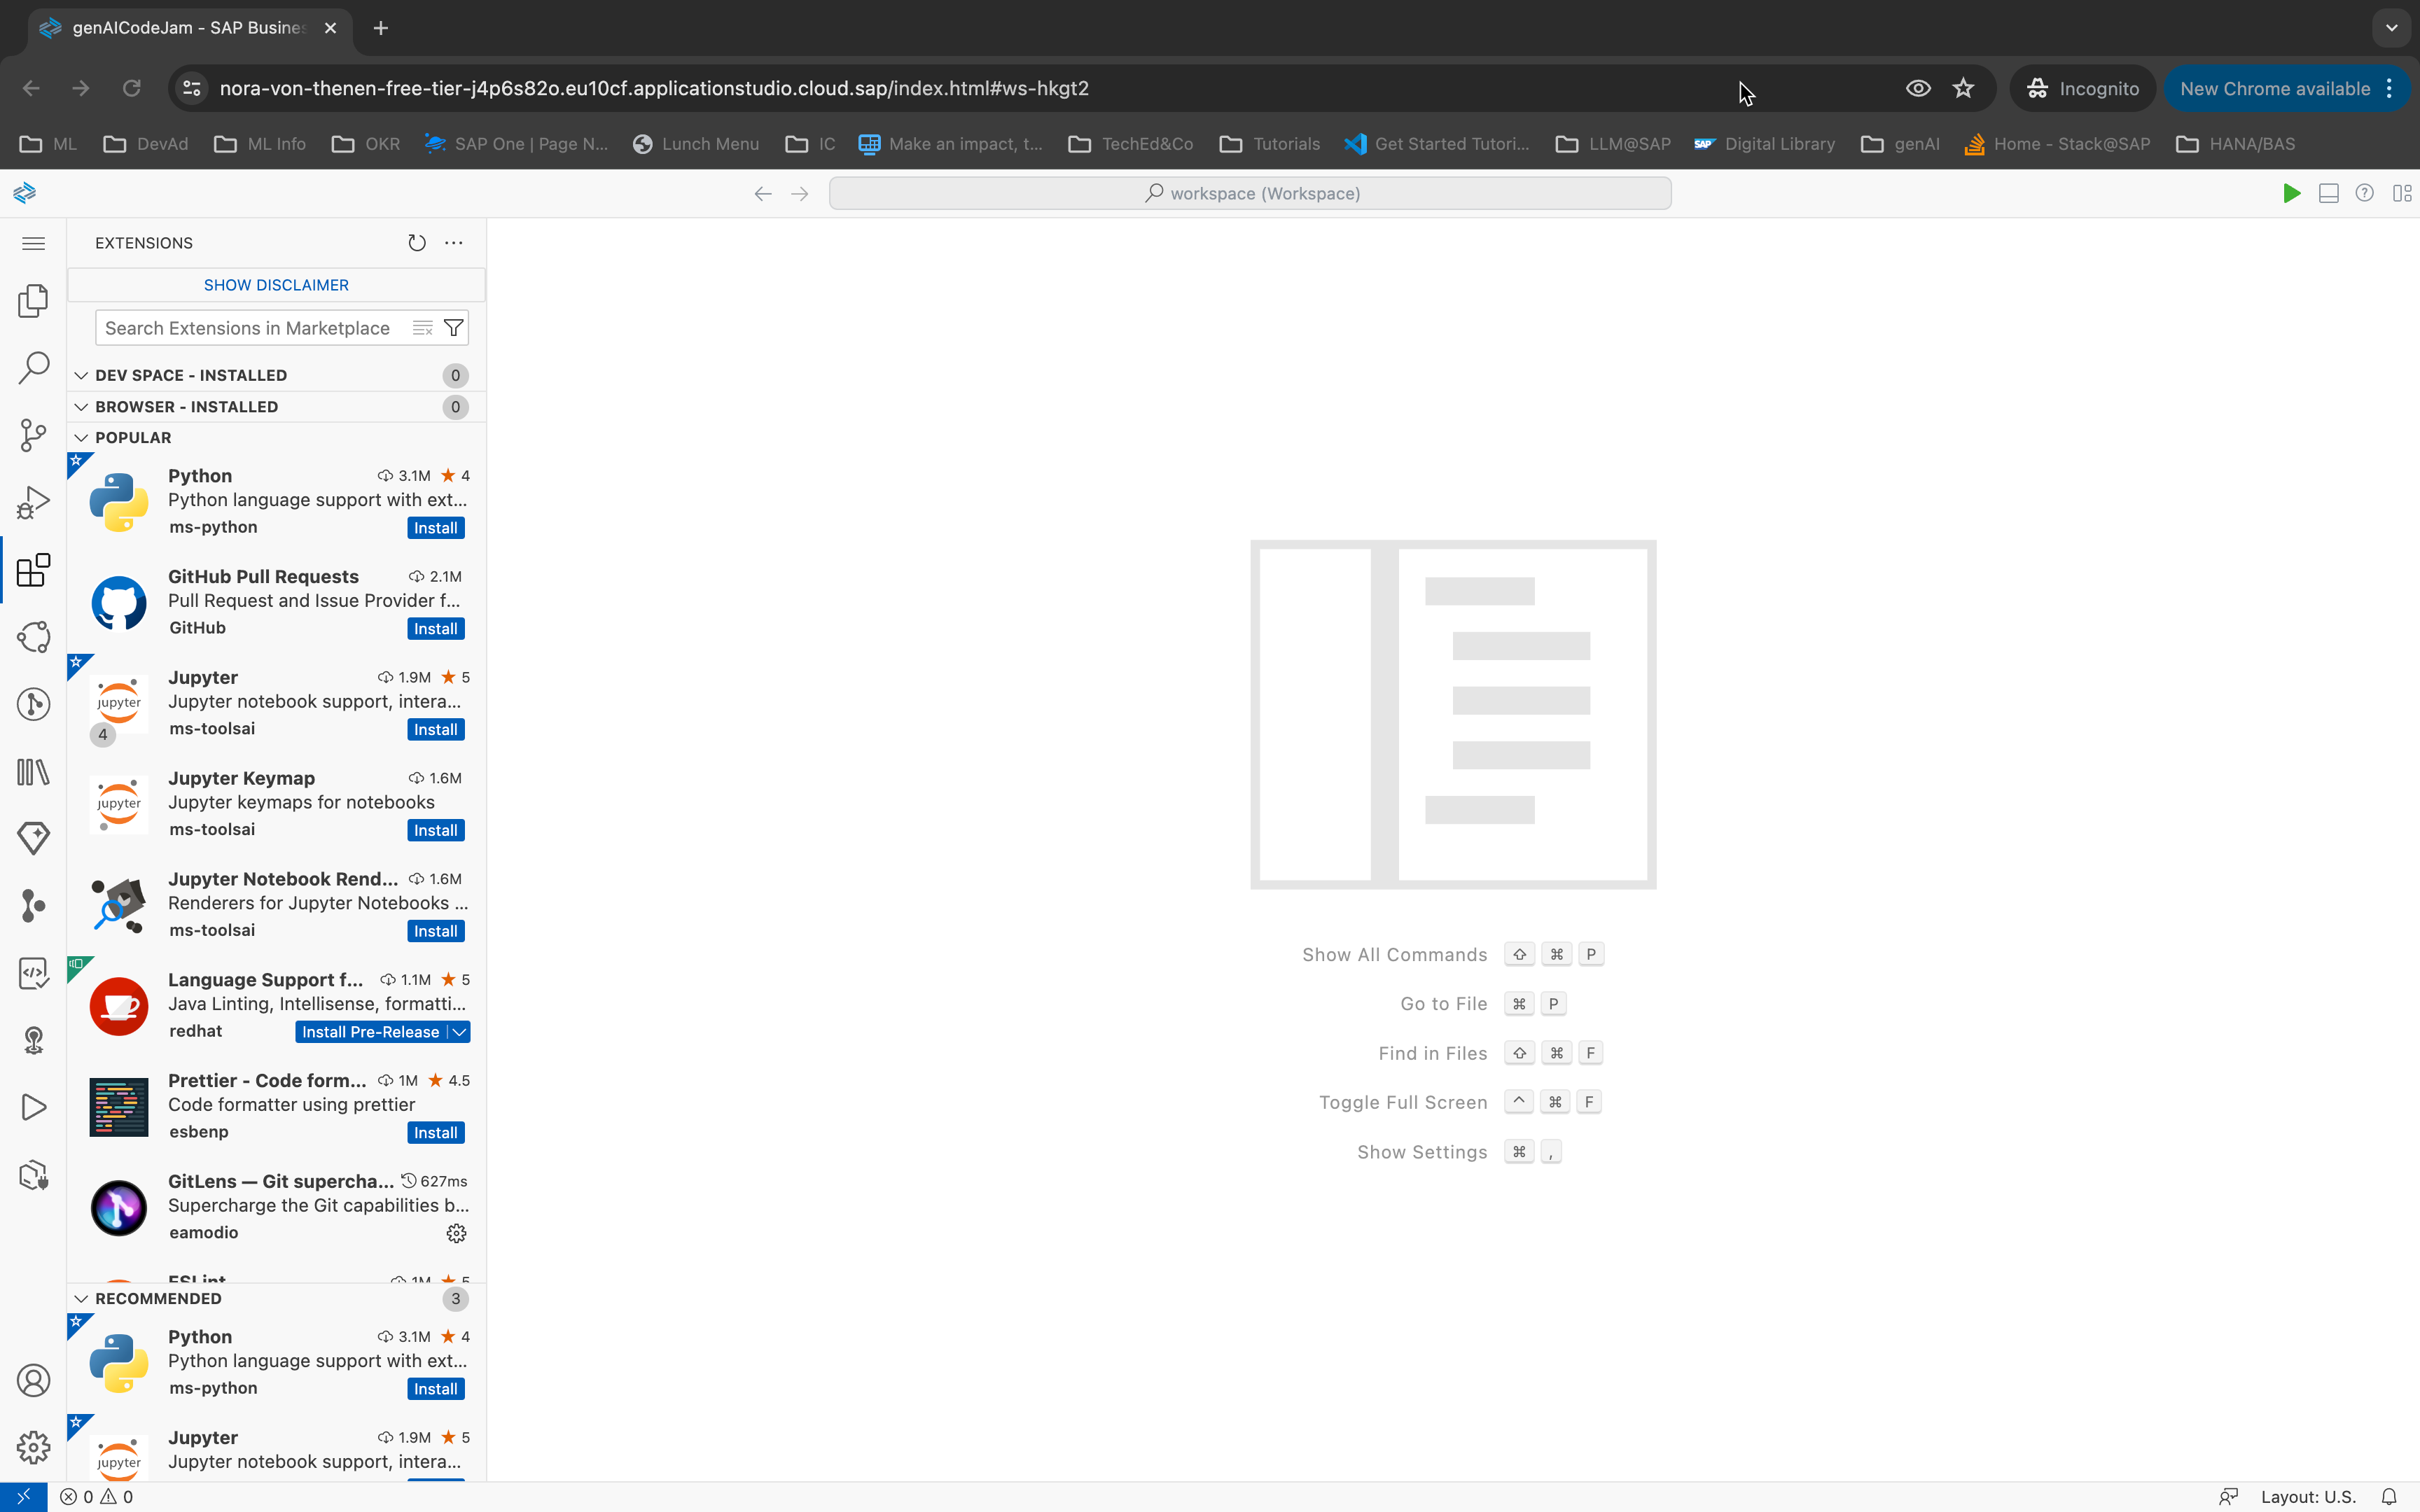 genAICodeJam - SAP Busines
nora-von-thenen-free-tier-j4p6s82o.eu10cf.applicationstudio.cloud.sap/index.html#ws-hkgt2
Incognito
New Chrome available
ML
DevAd
ML Info
OKR
SAP One | Page N...
Lunch Menu
IC
Make an impact, t...
TechEd&Co
Tutorials
Get Started Tutori...
LLM@SAP
SAP
Digital Library
genAI
Home - Stack@SAP
HANA/BAS
workspace (Workspace)
EXTENSIONS
SHOW DISCLAIMER
Search Extensions in Marketplace
DEV SPACE - INSTALLED 0
BROWSER - INSTALLED 0
POPULAR
Python 3.1M ★ 4
Python language support with ext...
ms-python Install
GitHub Pull Requests 2.1M
Pull Request and Issue Provider f...
GitHub Install
Jupyter 1.9M ★ 5
jupyter
Jupyter notebook support, intera...
ms-toolsai Install
4
Jupyter Keymap 1.6M
jupyter
Jupyter keymaps for notebooks
ms-toolsai Install
Jupyter Notebook Rend... 1.6M
Renderers for Jupyter Notebooks ...
ms-toolsai Install
Language Support f... 1.1M ★ 5
Java Linting, Intellisense, formatti...
redhat Install Pre-Release
Prettier - Code form... 1M ★ 4.5
Code formatter using prettier
esbenp Install
GitLens — Git supercha... 627ms
Supercharge the Git capabilities b...
eamodio
ESLint 1M ★ 5
RECOMMENDED 3
Python 3.1M ★ 4
Python language support with ext...
ms-python Install
Jupyter 1.9M ★ 5
jupyter
Jupyter notebook support, intera...
Show All Commands ⇧ ⌘ P
Go to File ⌘ P
Find in Files ⇧ ⌘ F
Toggle Full Screen ^ ⌘ F
Show Settings ⌘ ,
0 0
Layout: U.S.